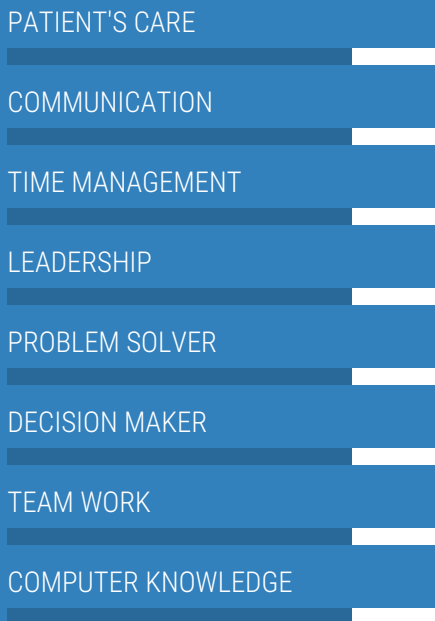 PATIENT'S CARE
COMMUNICATION
TIME MANAGEMENT
LEADERSHIP
PROBLEM SOLVER
DECISION MAKER
TEAM WORK
COMPUTER KNOWLEDGE